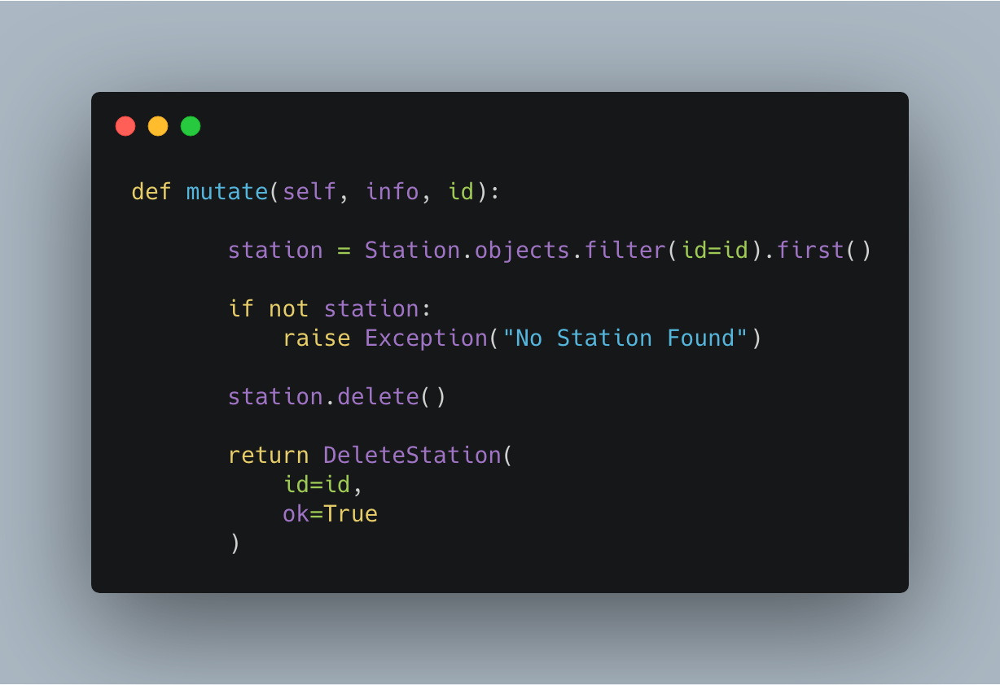 def mutate(self, info, id):
station = Station.objects.filter(id=id).first()
if not station:
raise Exception("No Station Found")
station.delete()
return DeleteStation(
id=id,
ok=True
)